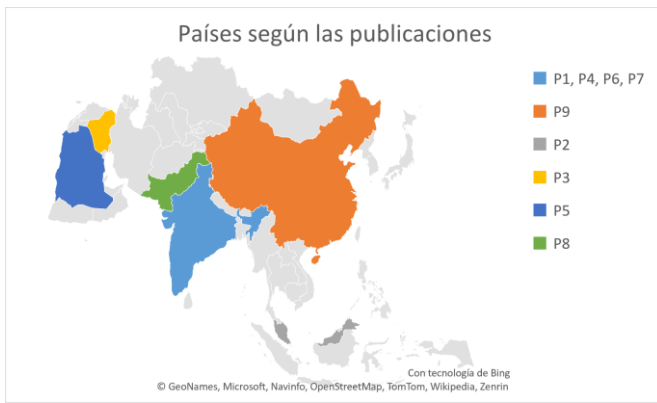 Países según las publicaciones
P1, P4, P6, P7
P9
P2
P3
P5
P8
Con tecnología de Bing
© GeoNames, Microsoft, Navinfo, OpenStreetMap, TomTom, Wikipedia, Zenrin